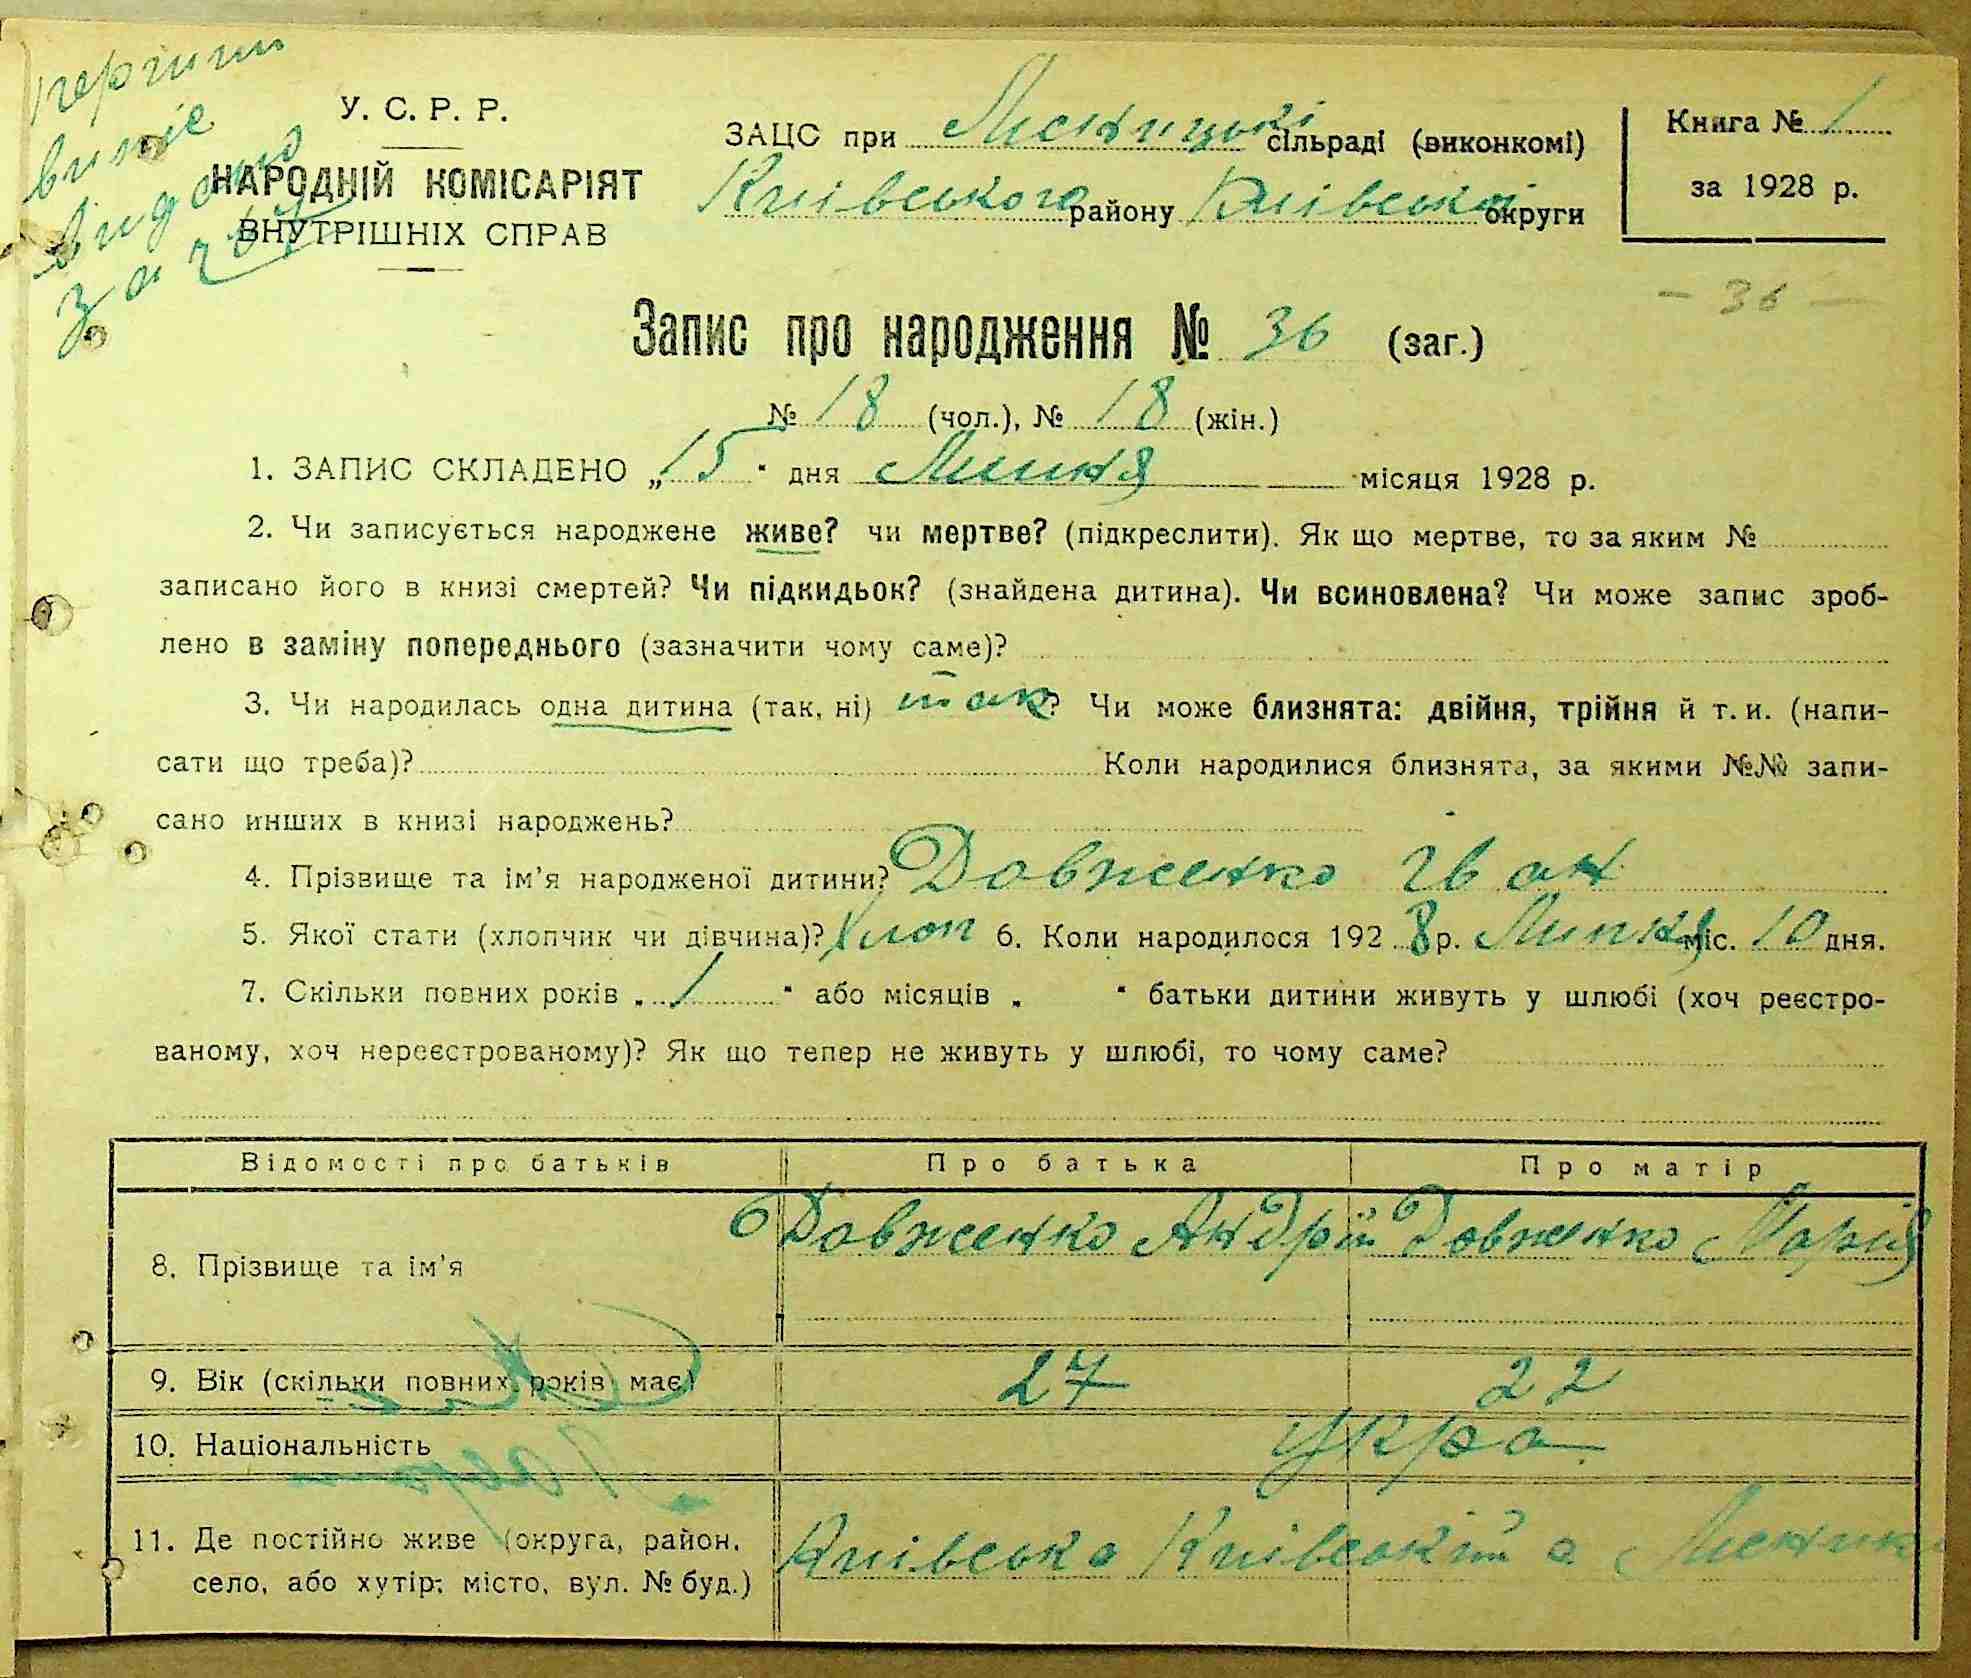 перший
витяг
видано
за №
У. С. Р. Р.
НАРОДНІЙ КОМІСАРІЯТ
ВНУТРІШНІХ СПРАВ
ЗАЦС при сільраді (виконкомі)
Київського району Київської округи
Книга № 1
за 1928 р.
- 36 -
Запис про народження № 36 (заг.)
№ 18 (чол.), № 18 (жін.)
1. ЗАПИС СКЛАДЕНО „15" дня Липня місяця 1928 р.
2. Чи записується народжене живе? чи мертве? (підкреслити). Як що мертве, то за яким №
записано його в книзі смертей? Чи підкидьок? (знайдена дитина). Чи всиновлена? Чи може запис зроб-
лено в заміну попереднього (зазначити чому саме)?
3. Чи народилась одна дитина (так, ні) так? Чи може близнята: двійня, трійня й т. и. (напи-
сати що треба)? Коли народилися близнята, за якими №№ запи-
сано инших в книзі народжень?
4. Прізвище та ім'я народженої дитини? Довженко Іван
5. Якої стати (хлопчик чи дівчина)? Хлоп 6. Коли народилося 1928 р. Липня міс. 10 дня.
7. Скільки повних років „1" або місяців „ " батьки дитини живуть у шлюбі (хоч реєстро-
ваному, хоч нереєстрованому)? Як що тепер не живуть у шлюбі, то чому саме?
Відомості про батьків Про батька Про матір
8. Прізвище та ім'я Довженко Андрій Довженко Марія
9. Вік (скільки повних років має) 27 22
10. Національність Укра
11. Де постійно живе (округа, район, Київська Київський с.
село, або хутір, місто, вул. № буд.)